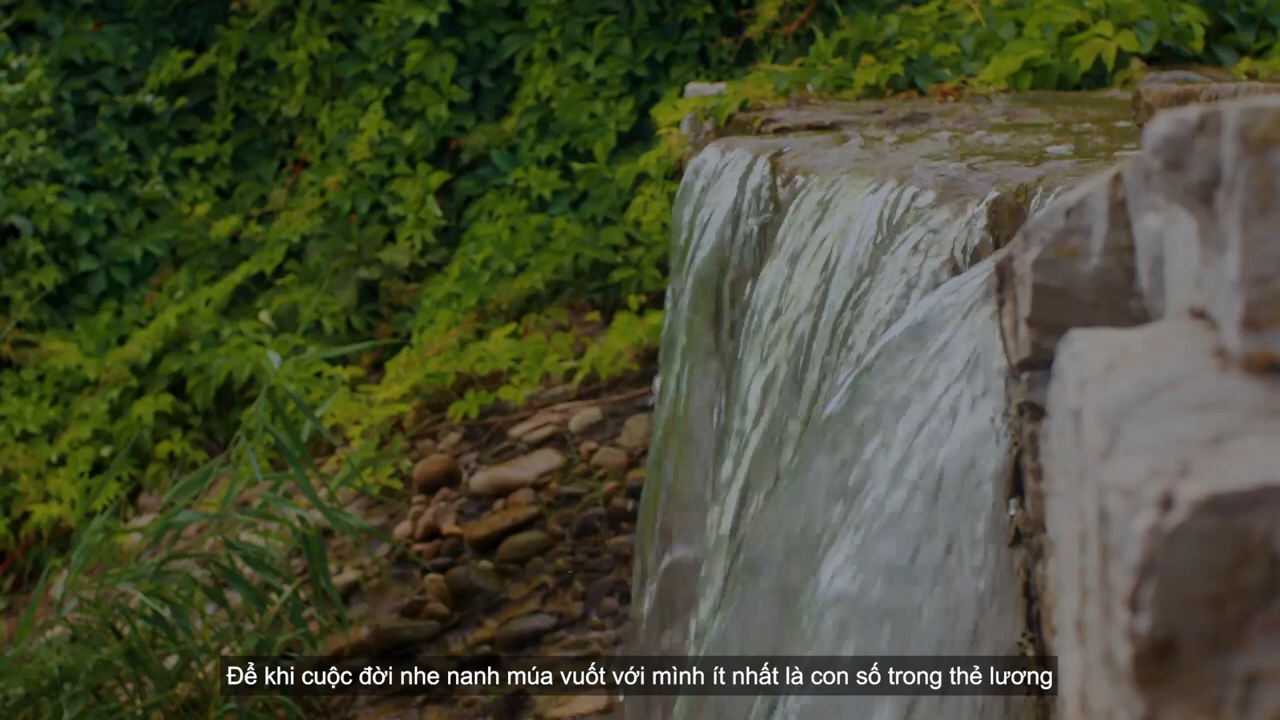 Để khi cuộc đời nhe nanh múa vuốt với mình ít nhất là con số trong thẻ lương